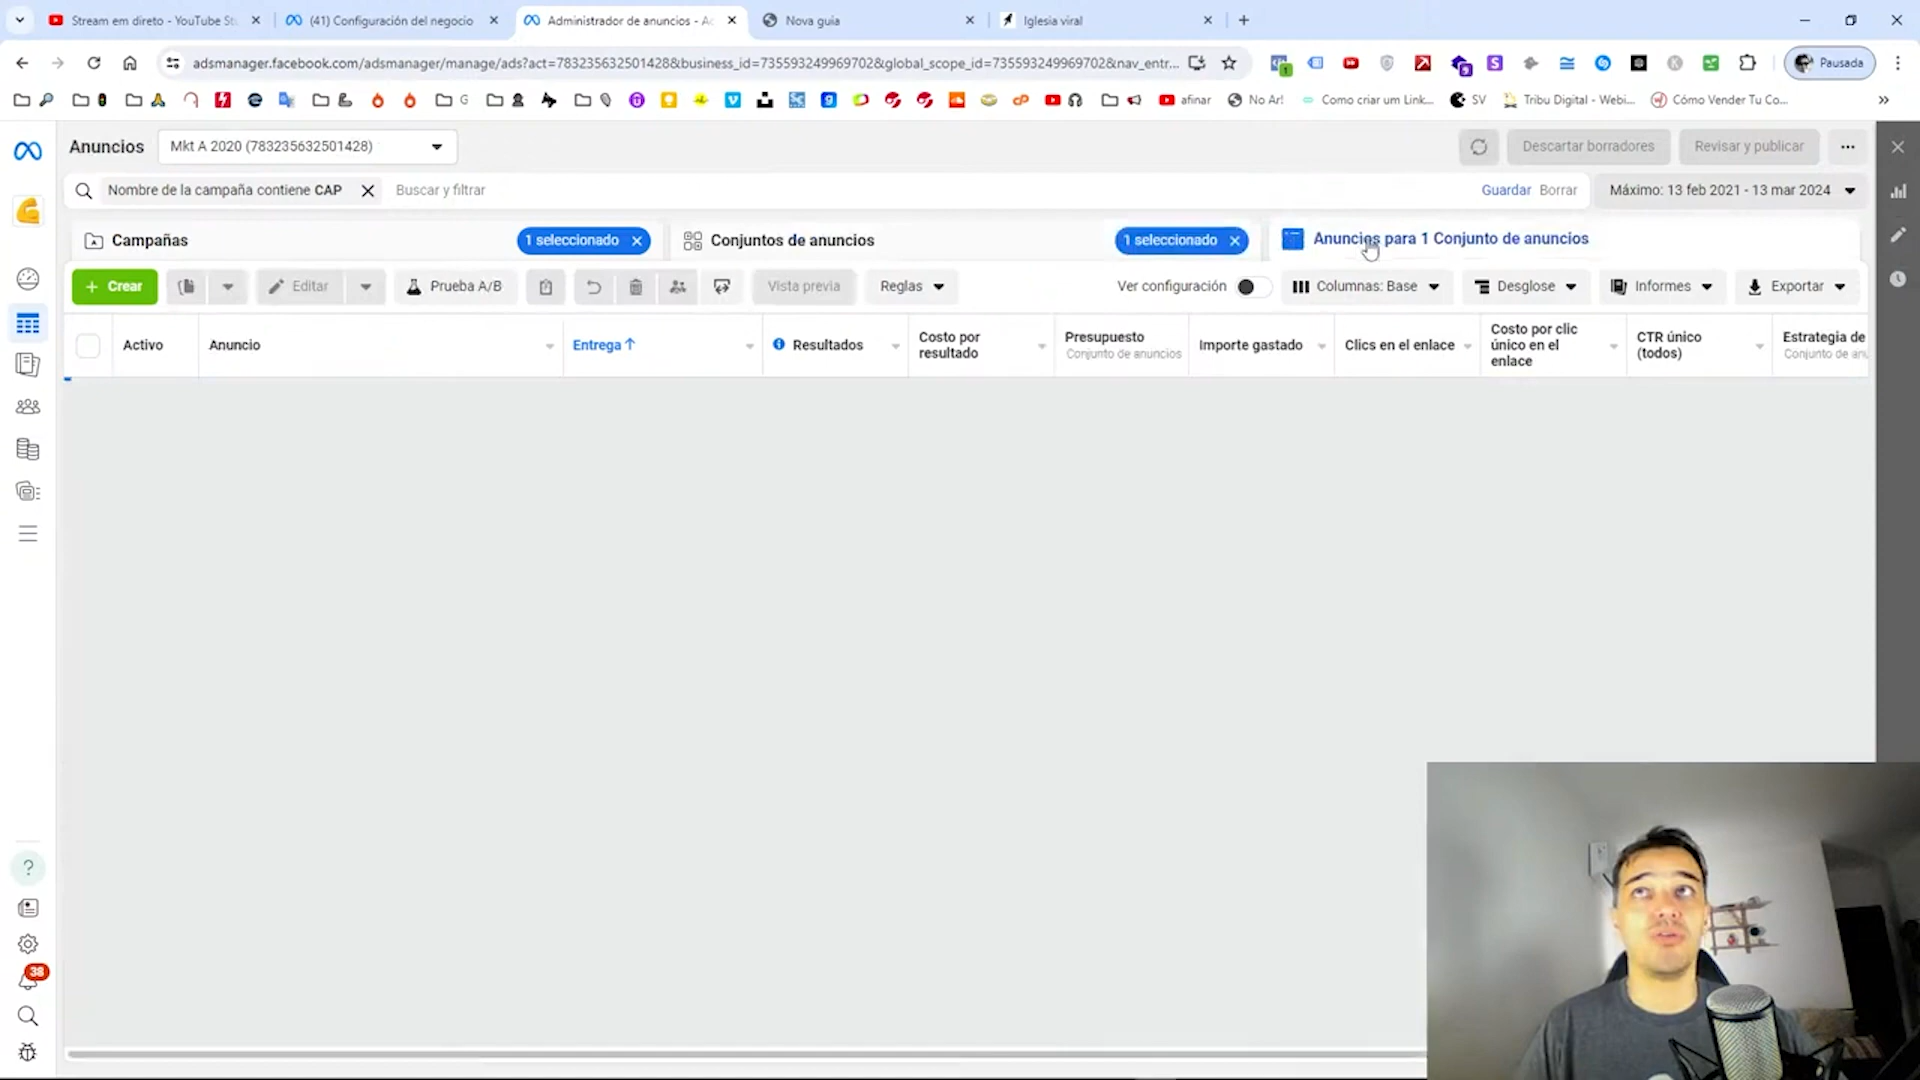 Stream em direto - YouTube St
(41) Configuración del negocio
Administrador de anuncios - Ac
Nova guia
Iglesia viral
adsmanager.facebook.com/adsmanager/manage/ads?act=783235632501428&business_id=735593249969702&global_scope_id=735593249969702&nav_entr...
Pausada
G
afinar
No Ar!
Como criar um Link...
SV
Tribu Digital - Webi...
Cómo Vender Tu Co...
Anuncios
Mkt A 2020 (783235632501428)
Descartar borradores
Revisar y publicar
Nombre de la campaña contiene CAP
Buscar y filtrar
Guardar
Borrar
Máximo: 13 feb 2021 - 13 mar 2024
Campañas
1 seleccionado
Conjuntos de anuncios
1 seleccionado
Anuncios para 1 Conjunto de anuncios
+ Crear
Editar
Prueba A/B
Vista previa
Reglas
Ver configuración
Columnas: Base
Desglose
Informes
Exportar
Activo
Anuncio
Entrega ↑
Resultados
Costo por
resultado
Presupuesto
Conjunto de anuncios
Importe gastado
Clics en el enlace
Costo por clic
único en el
enlace
CTR único
(todos)
Estrategia de
Conjunto de anu
?
38